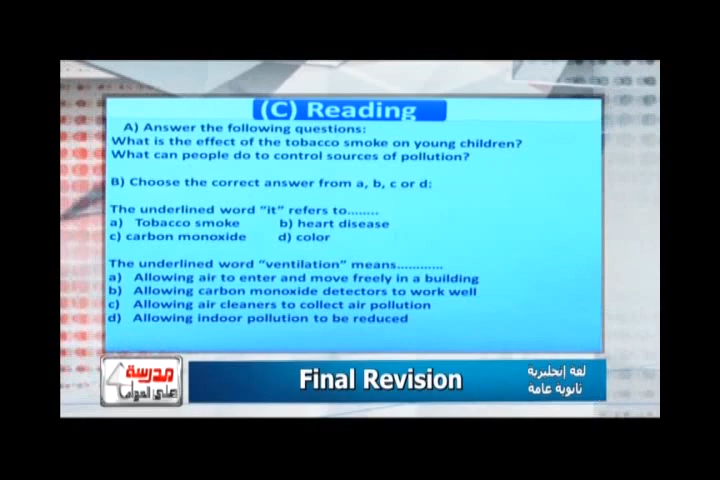 (C) Reading
A) Answer the following questions:
What is the effect of the tobacco smoke on young children?
What can people do to control sources of pollution?
B) Choose the correct answer from a, b, c or d:
The underlined word “it” refers to........
a) Tobacco smoke b) heart disease
c) carbon monoxide d) color
The underlined word “ventilation” means............
a) Allowing air to enter and move freely in a building
b) Allowing carbon monoxide detectors to work well
c) Allowing air cleaners to collect air pollution
d) Allowing indoor pollution to be reduced
مدرسة
على الهواء
Final Revision
لغة إنجليزية
ثانوية عامة